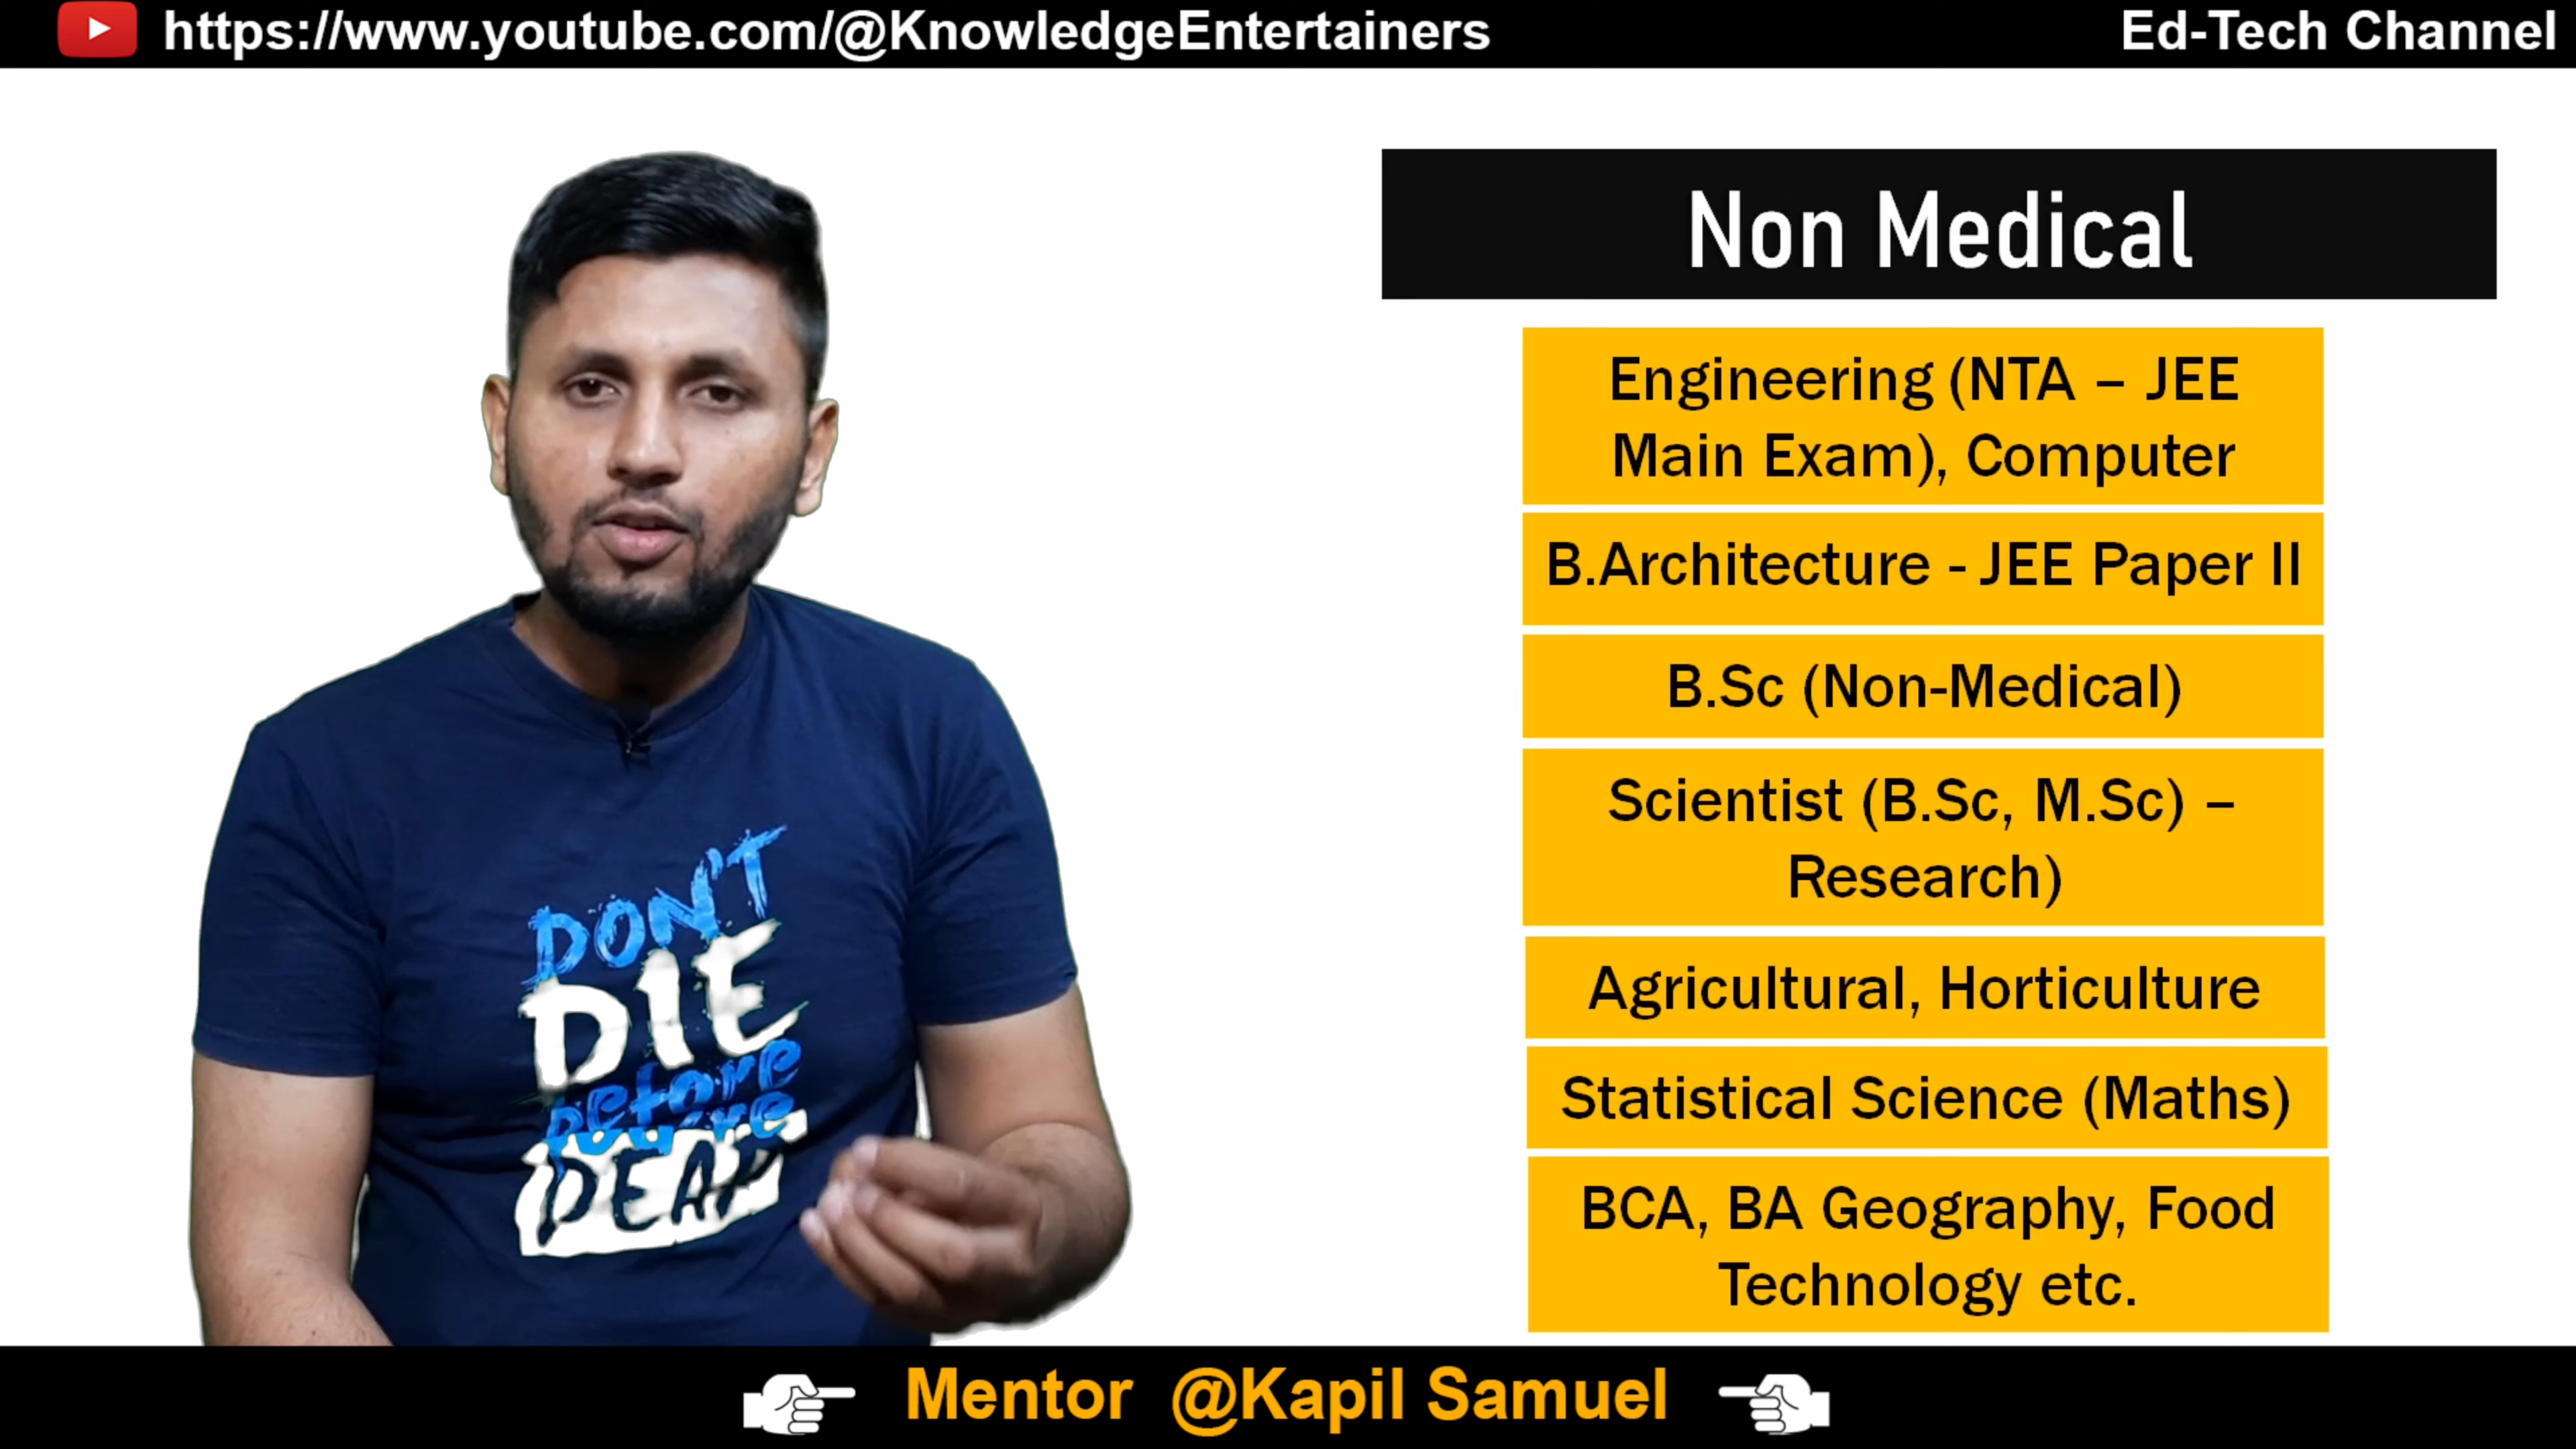 https://www.youtube.com/@KnowledgeEntertainers
Ed-Tech Channel
Non Medical
Engineering (NTA – JEE
Main Exam), Computer
B.Architecture - JEE Paper II
B.Sc (Non-Medical)
Scientist (B.Sc, M.Sc) –
Research)
Agricultural, Horticulture
Statistical Science (Maths)
BCA, BA Geography, Food
Technology etc.
DON'T
DIE
before
you're
DEAD
Mentor @Kapil Samuel